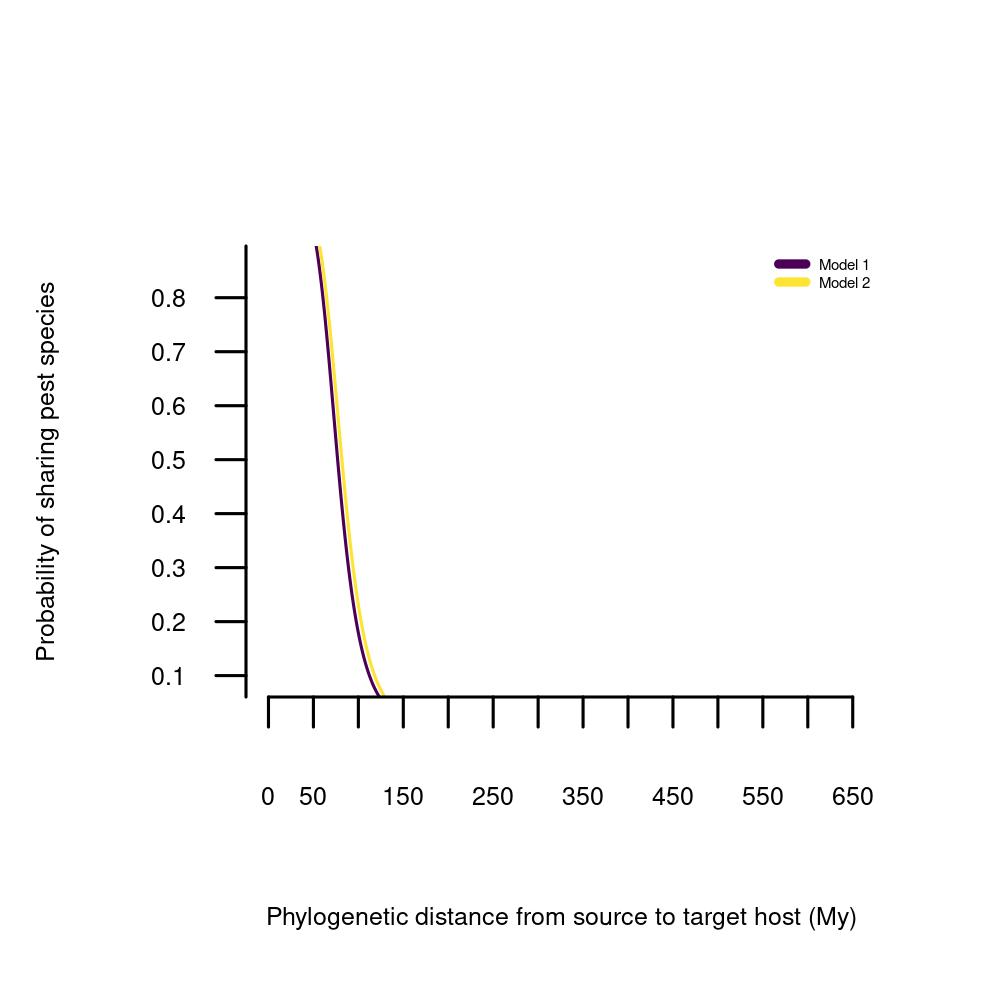 Model 1
Model 2
Probability of sharing pest species
0.8
0.7
0.6
0.5
0.4
0.3
0.2
0.1
0 50 150 250 350 450 550 650
Phylogenetic distance from source to target host (My)